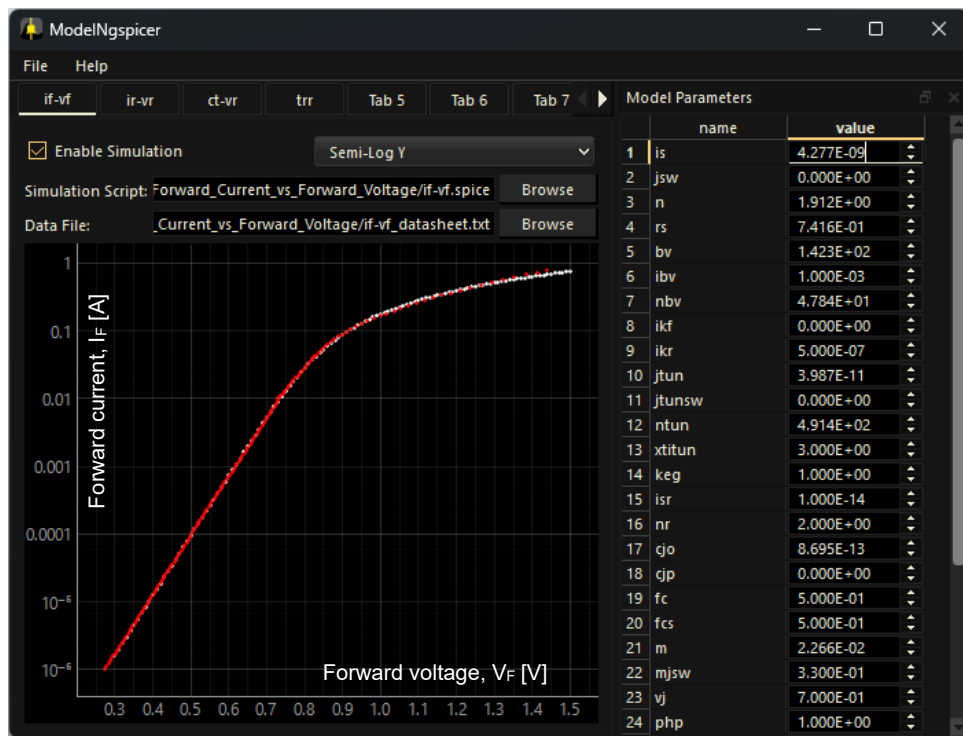 ModelNgspicer
File Help
if-vf ir-vr ct-vr trr Tab 5 Tab 6 Tab 7
Enable Simulation Semi-Log Y
Simulation Script: Forward_Current_vs_Forward_Voltage/if-vf.spice Browse
Data File: _Current_vs_Forward_Voltage/if-vf_datasheet.txt Browse
Forward current, IF [A]
1
0.1
0.01
0.001
0.0001
10⁻⁵
10⁻⁶
Forward voltage, VF [V]
0.3 0.4 0.5 0.6 0.7 0.8 0.9 1.0 1.1 1.2 1.3 1.4 1.5
Model Parameters
name value
1 is 4.277E-09
2 jsw 0.000E+00
3 n 1.912E+00
4 rs 7.416E-01
5 bv 1.423E+02
6 ibv 1.000E-03
7 nbv 4.784E+01
8 ikf 0.000E+00
9 ikr 5.000E-07
10 jtun 3.987E-11
11 jtunsw 0.000E+00
12 ntun 4.914E+02
13 xtitun 3.000E+00
14 keg 1.000E+00
15 isr 1.000E-14
16 nr 2.000E+00
17 cjo 8.695E-13
18 cjp 0.000E+00
19 fc 5.000E-01
20 fcs 5.000E-01
21 m 2.266E-02
22 mjsw 3.300E-01
23 vj 7.000E-01
24 php 1.000E+00